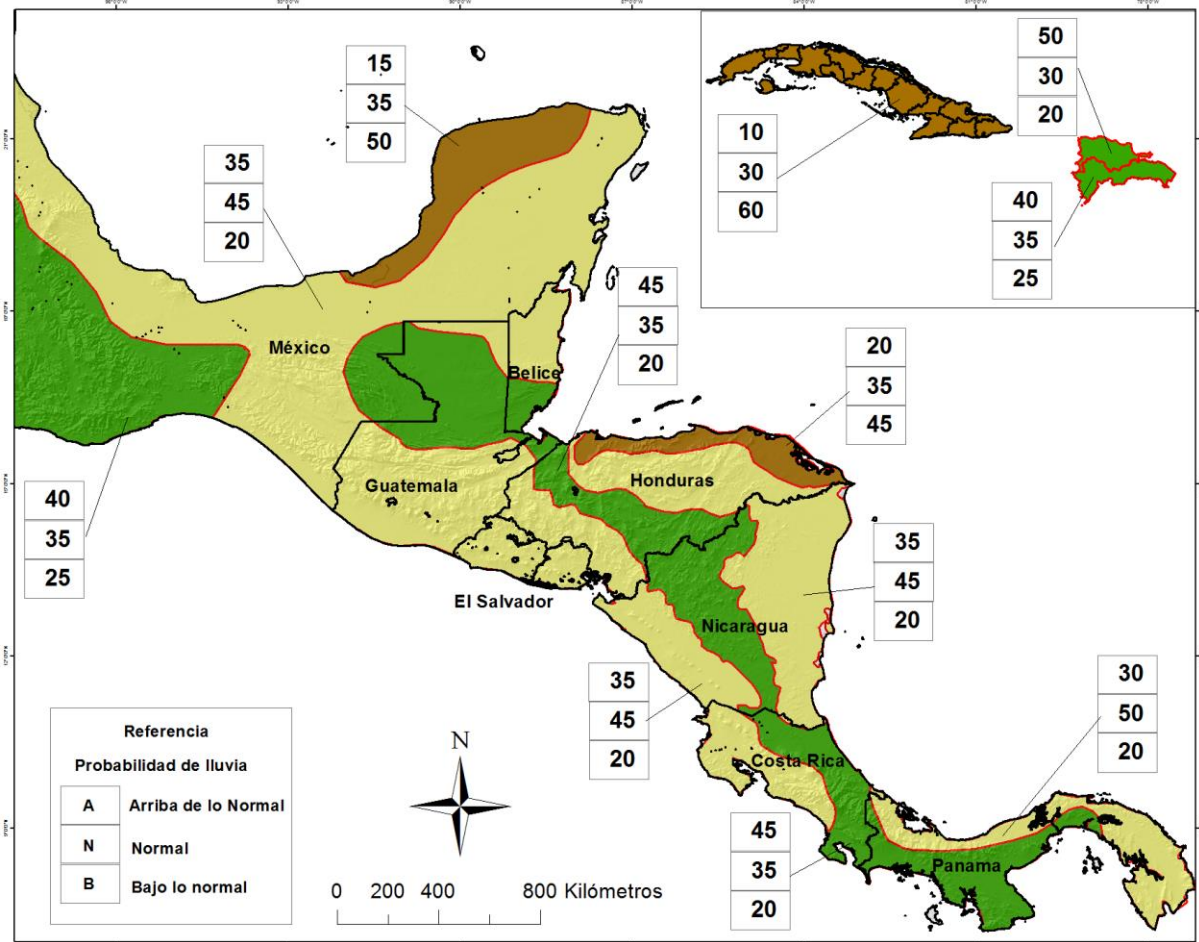 15
35
50
35
45
20
50
30
20
10
30
60
40
35
25
45
35
20
México
Belice
20
35
45
Guatemala
Honduras
40
35
25
35
45
20
El Salvador
Nicaragua
35
45
20
30
50
20
Referencia
Probabilidad de lluvia
A Arriba de lo Normal
N Normal
B Bajo lo normal
N
0 200 400 800 Kilómetros
Costa Rica
45
35
20
Panama